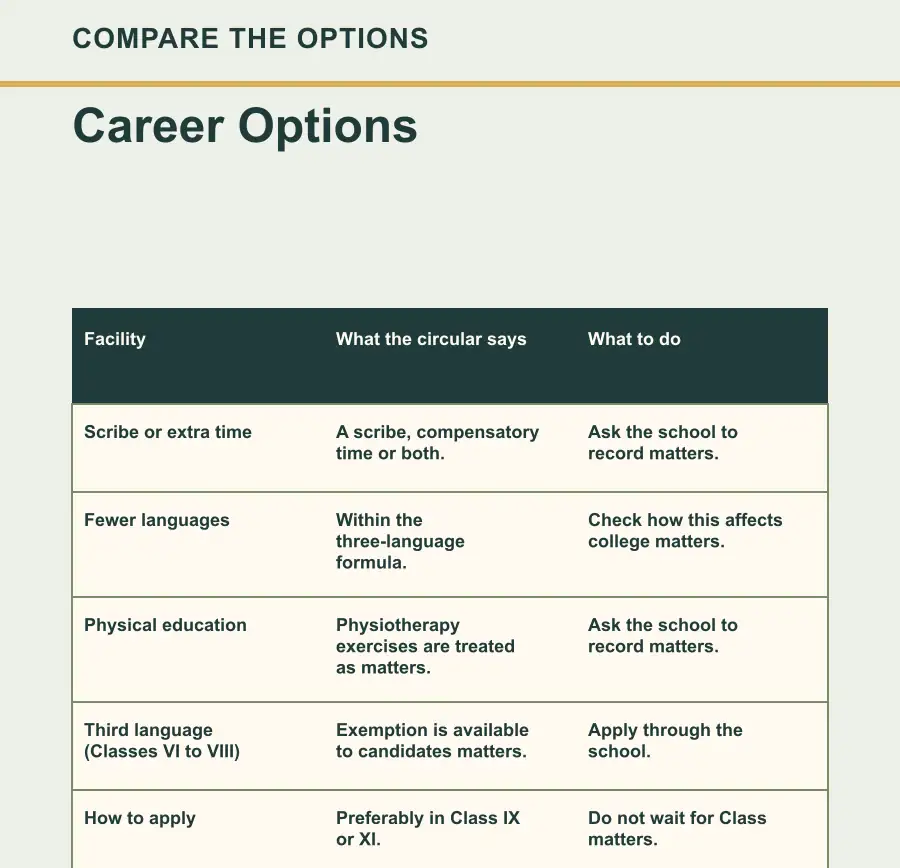 COMPARE THE OPTIONS
Career Options
Facility
What the circular says
What to do
Scribe or extra time
A scribe, compensatory
time or both.
Ask the school to
record matters.
Fewer languages
Within the
three-language
formula.
Check how this affects
college matters.
Physical education
Physiotherapy
exercises are treated
as matters.
Ask the school to
record matters.
Third language
(Classes VI to VIII)
Exemption is available
to candidates matters.
Apply through the
school.
How to apply
Preferably in Class IX
or XI.
Do not wait for Class
matters.